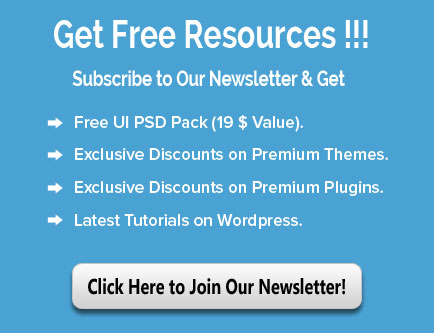 Get Free Resources !!!
Subscribe to Our Newsletter & Get
Free UI PSD Pack (19 $ Value).
Exclusive Discounts on Premium Themes.
Exclusive Discounts on Premium Plugins.
Latest Tutorials on Wordpress.
Click Here to Join Our Newsletter!